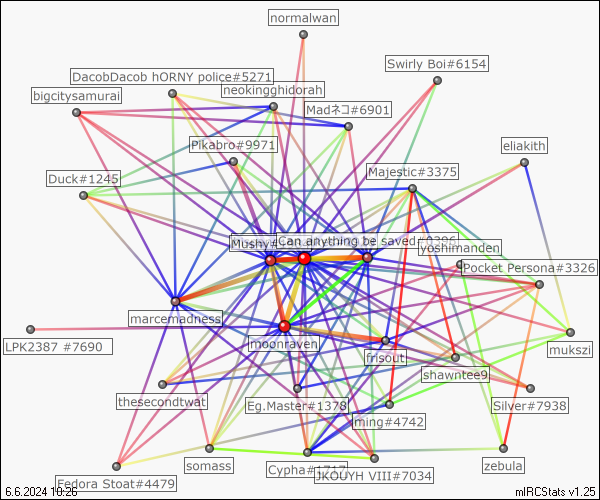 normalwan
Swirly Boi#6154
DacobDacob hORNY police#5271
neokingghidorah
bigcitysamurai
Madネコ#6901
Pikabro#9971
eliakith
Duck#1245
Majestic#3375
Mushy
Can anything be saved#0396
yoshimanden
Pocket Persona#3326
marcemadness
moonraven
LPK2387 #7690
frisout
mukszi
shawntee9
thesecondtwat
Eg.Master#1378
Silver#7938
ming#4742
somass
zebula
Fedora Stoat#4479
Cypha#1717
JKOUYH VIII#7034
6.6.2024 10:26
mIRCStats v1.25